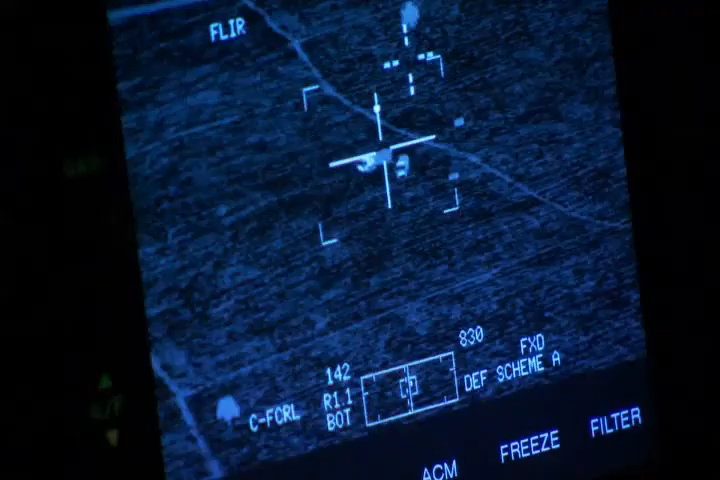 FLIR
830
FXD
142
R1.1
DEF SCHEME A
C-FCRL
BOT
ACM
FREEZE
FILTER